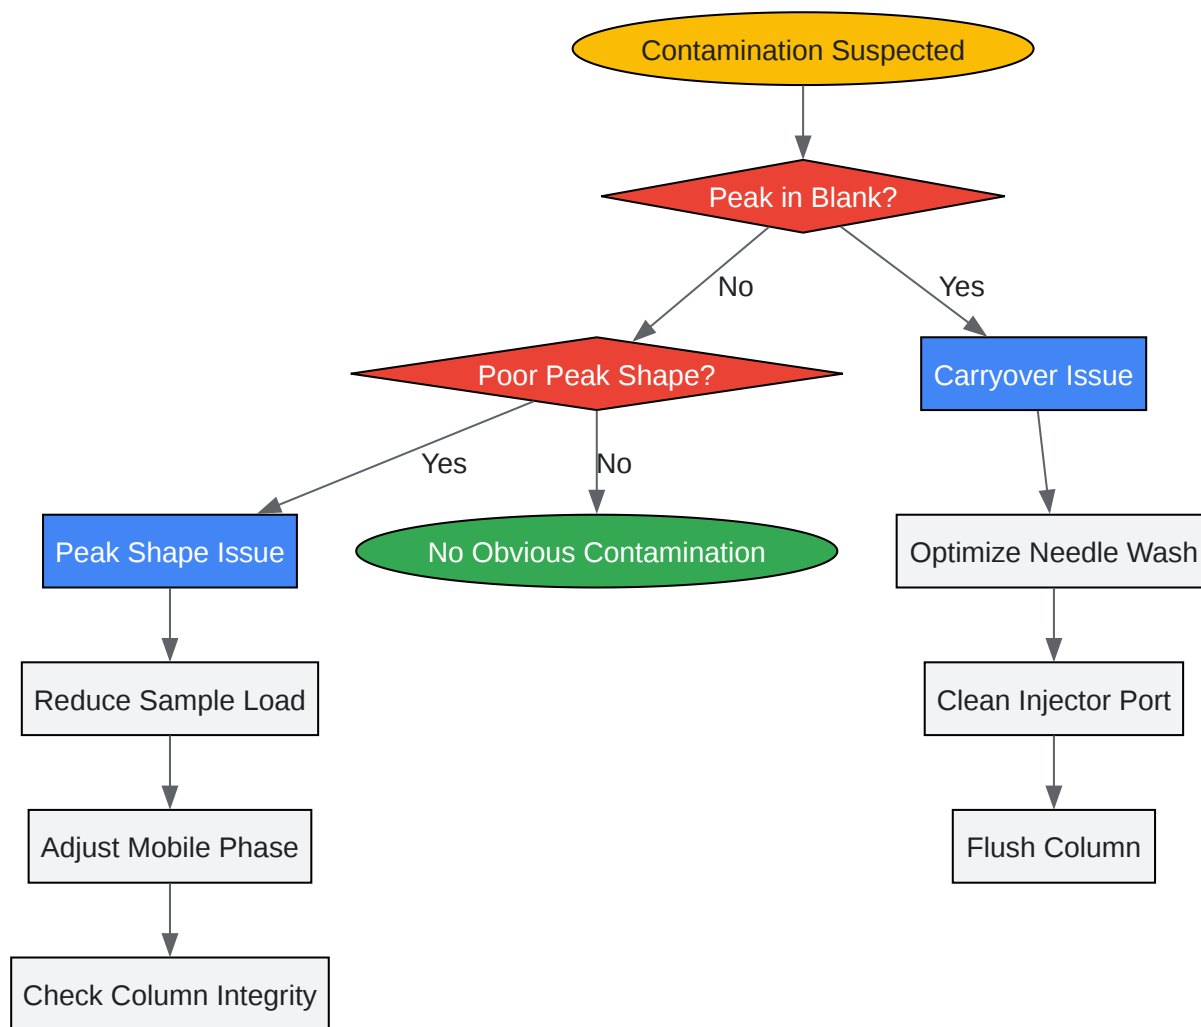 Contamination Suspected
Peak in Blank?
No
Yes
Poor Peak Shape?
Carryover Issue
Yes
No
Peak Shape Issue
No Obvious Contamination
Optimize Needle Wash
Reduce Sample Load
Clean Injector Port
Adjust Mobile Phase
Flush Column
Check Column Integrity